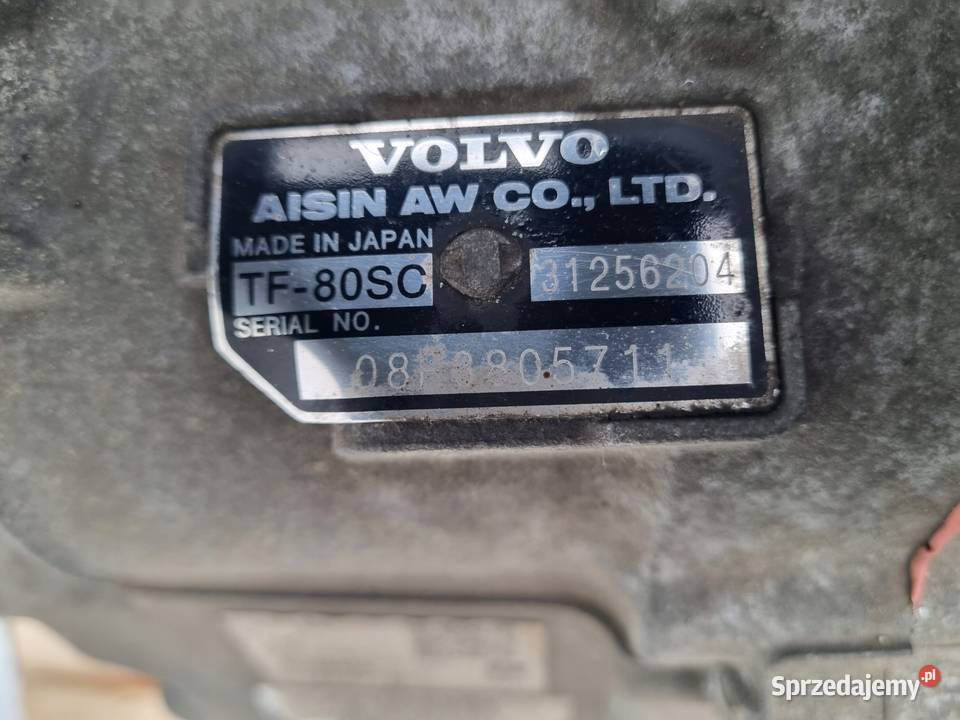 VOLVO
AISIN AW CO., LTD.
MADE IN JAPAN
TF-80SC 31256204
SERIAL NO.
Sprzedajemy.pl